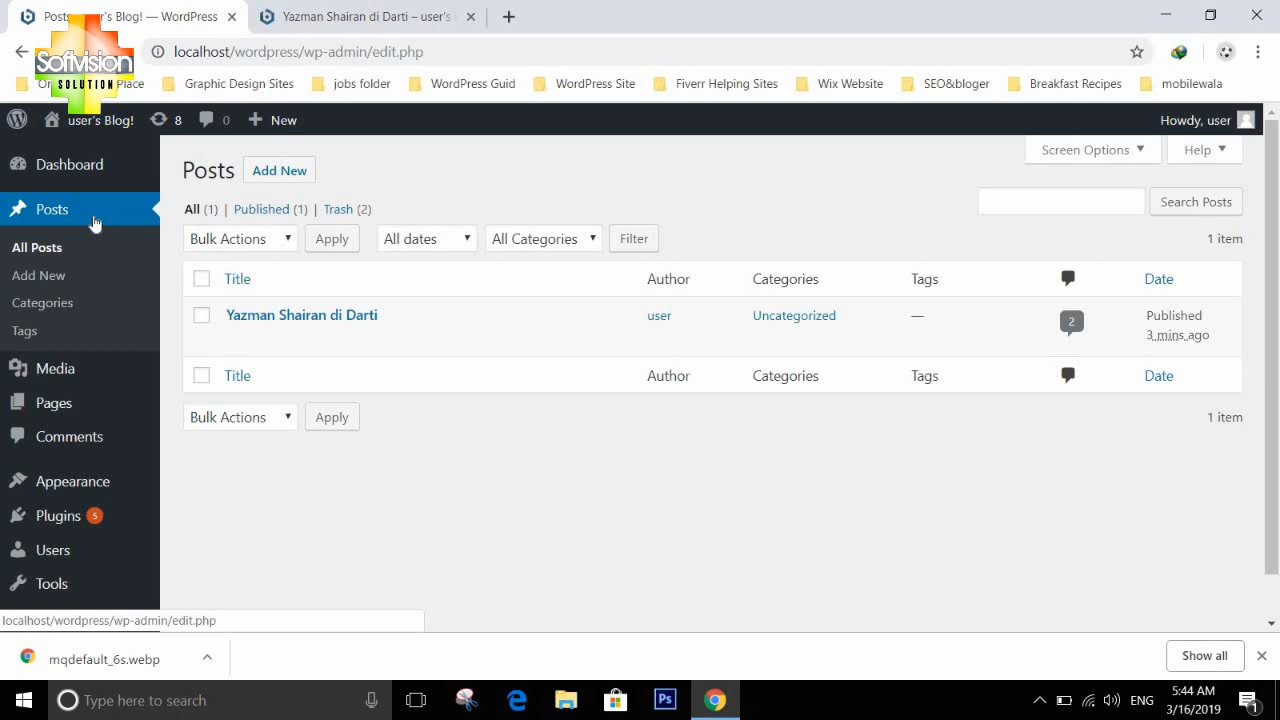 Posts ‹ user's Blog! — WordPress
Yazman Shairan di Darti – user's
localhost/wordpress/wp-admin/edit.php
Place
Graphic Design Sites
jobs folder
WordPress Guid
WordPress Site
Fiverr Helping Sites
Wix Website
SEO&bloger
Breakfast Recipes
mobilewala
Softvision
SOLUTION
user's Blog!
8
0
New
Howdy, user
Dashboard
Posts
All Posts
Add New
Categories
Tags
Media
Pages
Comments
Appearance
Plugins 5
Users
Tools
Posts
Add New
Screen Options
Help
All (1) | Published (1) | Trash (2)
Search Posts
Bulk Actions
Apply
All dates
All Categories
Filter
1 item
Title
Author
Categories
Tags
Date
Yazman Shairan di Darti
user
Uncategorized
—
2
Published
3 mins ago
Title
Author
Categories
Tags
Date
Bulk Actions
Apply
1 item
localhost/wordpress/wp-admin/edit.php
mqdefault_6s.webp
Show all
Type here to search
Ps
ENG
5:44 AM
3/16/2019
1